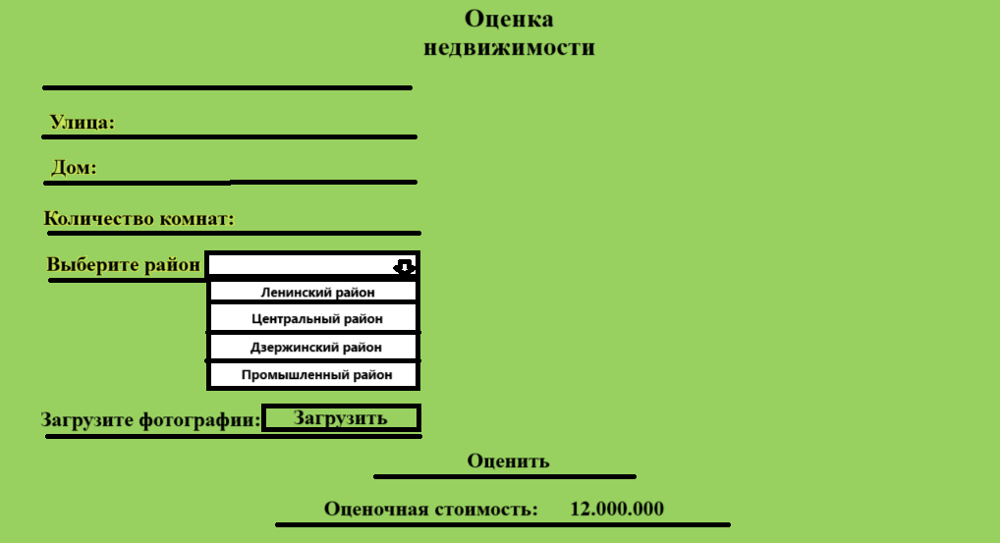 Оценка
недвижимости
Улица:
Дом:
Количество комнат:
Выберите район
Ленинский район
Центральный район
Дзержинский район
Промышленный район
Загрузите фотографии: Загрузить
Оценить
Оценочная стоимость: 12.000.000